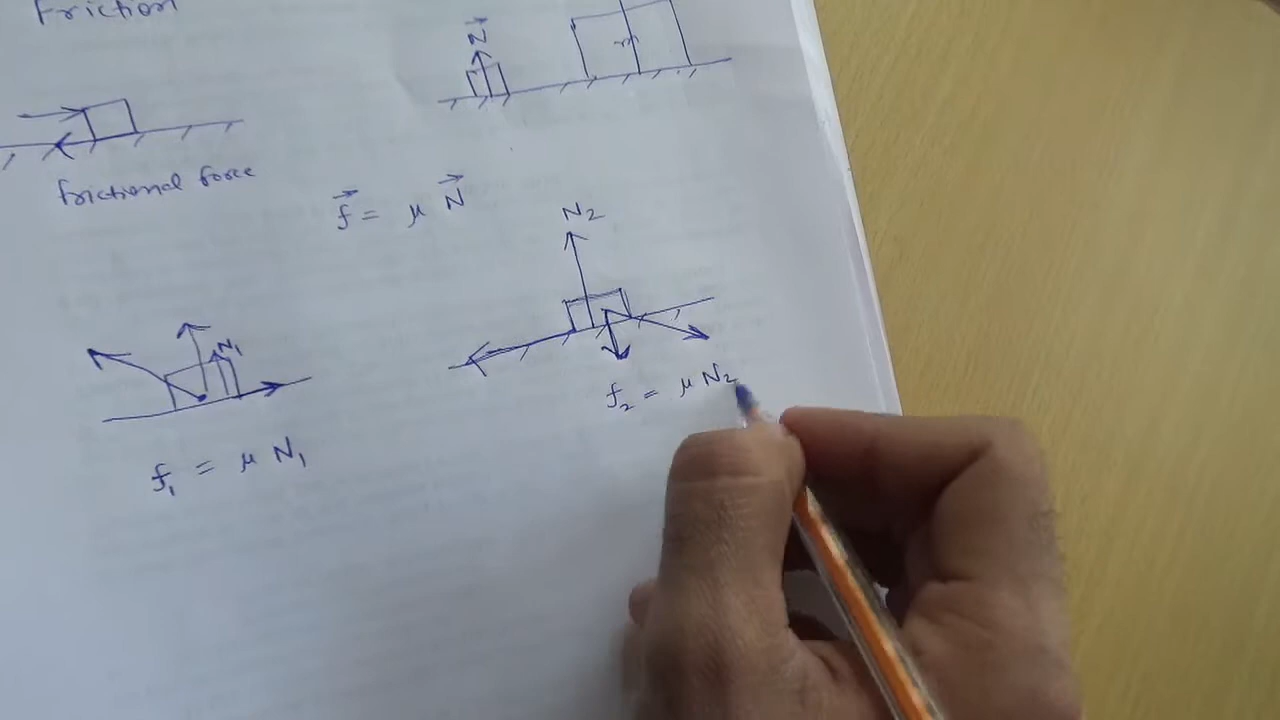 Friction
N⃗
m
frictional force
f⃗ = μ N⃗
N₂
N₁
f₂ = μ N₂
f₁ = μ N₁